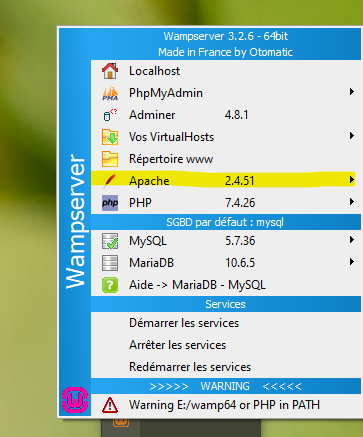 Wampserver 3.2.6 - 64bit
Made in France by Otomatic
Wampserver
Localhost
PhpMyAdmin
Adminer 4.8.1
Vos VirtualHosts
Répertoire www
Apache 2.4.51
PHP 7.4.26
SGBD par défaut : mysql
MySQL 5.7.36
MariaDB 10.6.5
Aide -> MariaDB - MySQL
Services
Démarrer les services
Arrêter les services
Redémarrer les services
>>>>> WARNING <<<<<
Warning E:/wamp64 or PHP in PATH